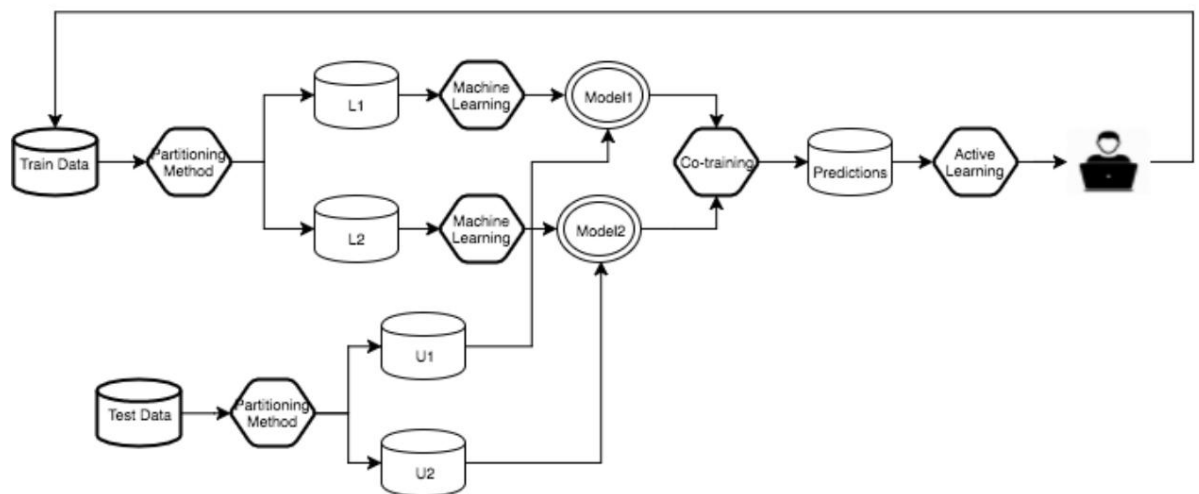 L1
Machine
Learning
Model1
Train Data
Partitioning
Method
Co-training
Predictions
Active
Learning
L2
Machine
Learning
Model2
U1
Test Data
Partitioning
Method
U2